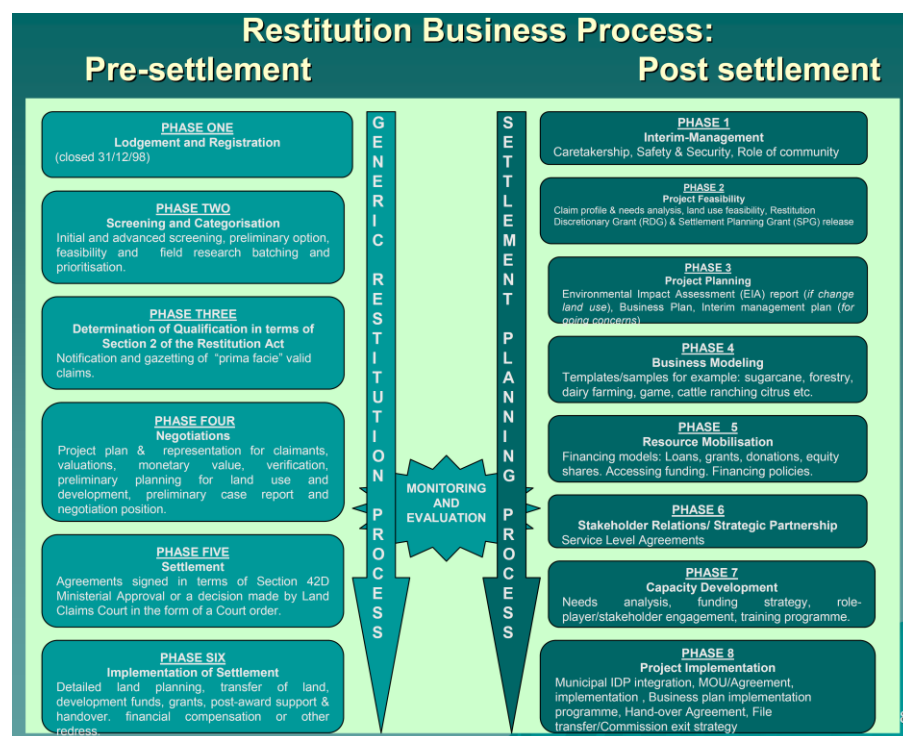 Restitution Business Process:
Pre-settlement
Post settlement
PHASE ONE
Lodgement and Registration
(closed 31/12/98)
PHASE TWO
Screening and Categorisation
Initial and advanced screening, preliminary option,
feasibility and field research batching and
prioritisation.
PHASE THREE
Determination of Qualification in terms of
Section 2 of the Restitution Act
Notification and gazetting of "prima facie" valid
claims.
PHASE FOUR
Negotiations
Project plan & representation for claimants,
valuations, monetary value, verification,
preliminary planning for land use and
development, preliminary case report and
negotiation position.
PHASE FIVE
Settlement
Agreements signed in terms of Section 42D
Ministerial Approval or a decision made by Land
Claims Court in the form of a Court order.
PHASE SIX
Implementation of Settlement
Detailed land planning, transfer of land,
development funds, grants, post-award support &
handover. financial compensation or other
redress.
GENERIC RESTITUTION PROCESS
MONITORING
AND
EVALUATION
SETTLEMENT PLANNING PROCESS
PHASE 1
Interim-Management
Caretakership, Safety & Security, Role of community
PHASE 2
Project Feasibility
Claim profile & needs analysis, land use feasibility, Restitution
Discretionary Grant (RDG) & Settlement Planning Grant (SPG) release
PHASE 3
Project Planning
Environmental Impact Assessment (EIA) report (if change
land use), Business Plan, Interim management plan (for
going concerns)
PHASE 4
Business Modeling
Templates/samples for example: sugarcane, forestry,
dairy farming, game, cattle ranching citrus etc.
PHASE 5
Resource Mobilisation
Financing models: Loans, grants, donations, equity
shares. Accessing funding. Financing policies.
PHASE 6
Stakeholder Relations/ Strategic Partnership
Service Level Agreements
PHASE 7
Capacity Development
Needs analysis, funding strategy, role-
player/stakeholder engagement, training programme.
PHASE 8
Project Implementation
Municipal IDP integration, MOU/Agreement,
implementation , Business plan implementation
programme, Hand-over Agreement, File
transfer/Commission exit strategy